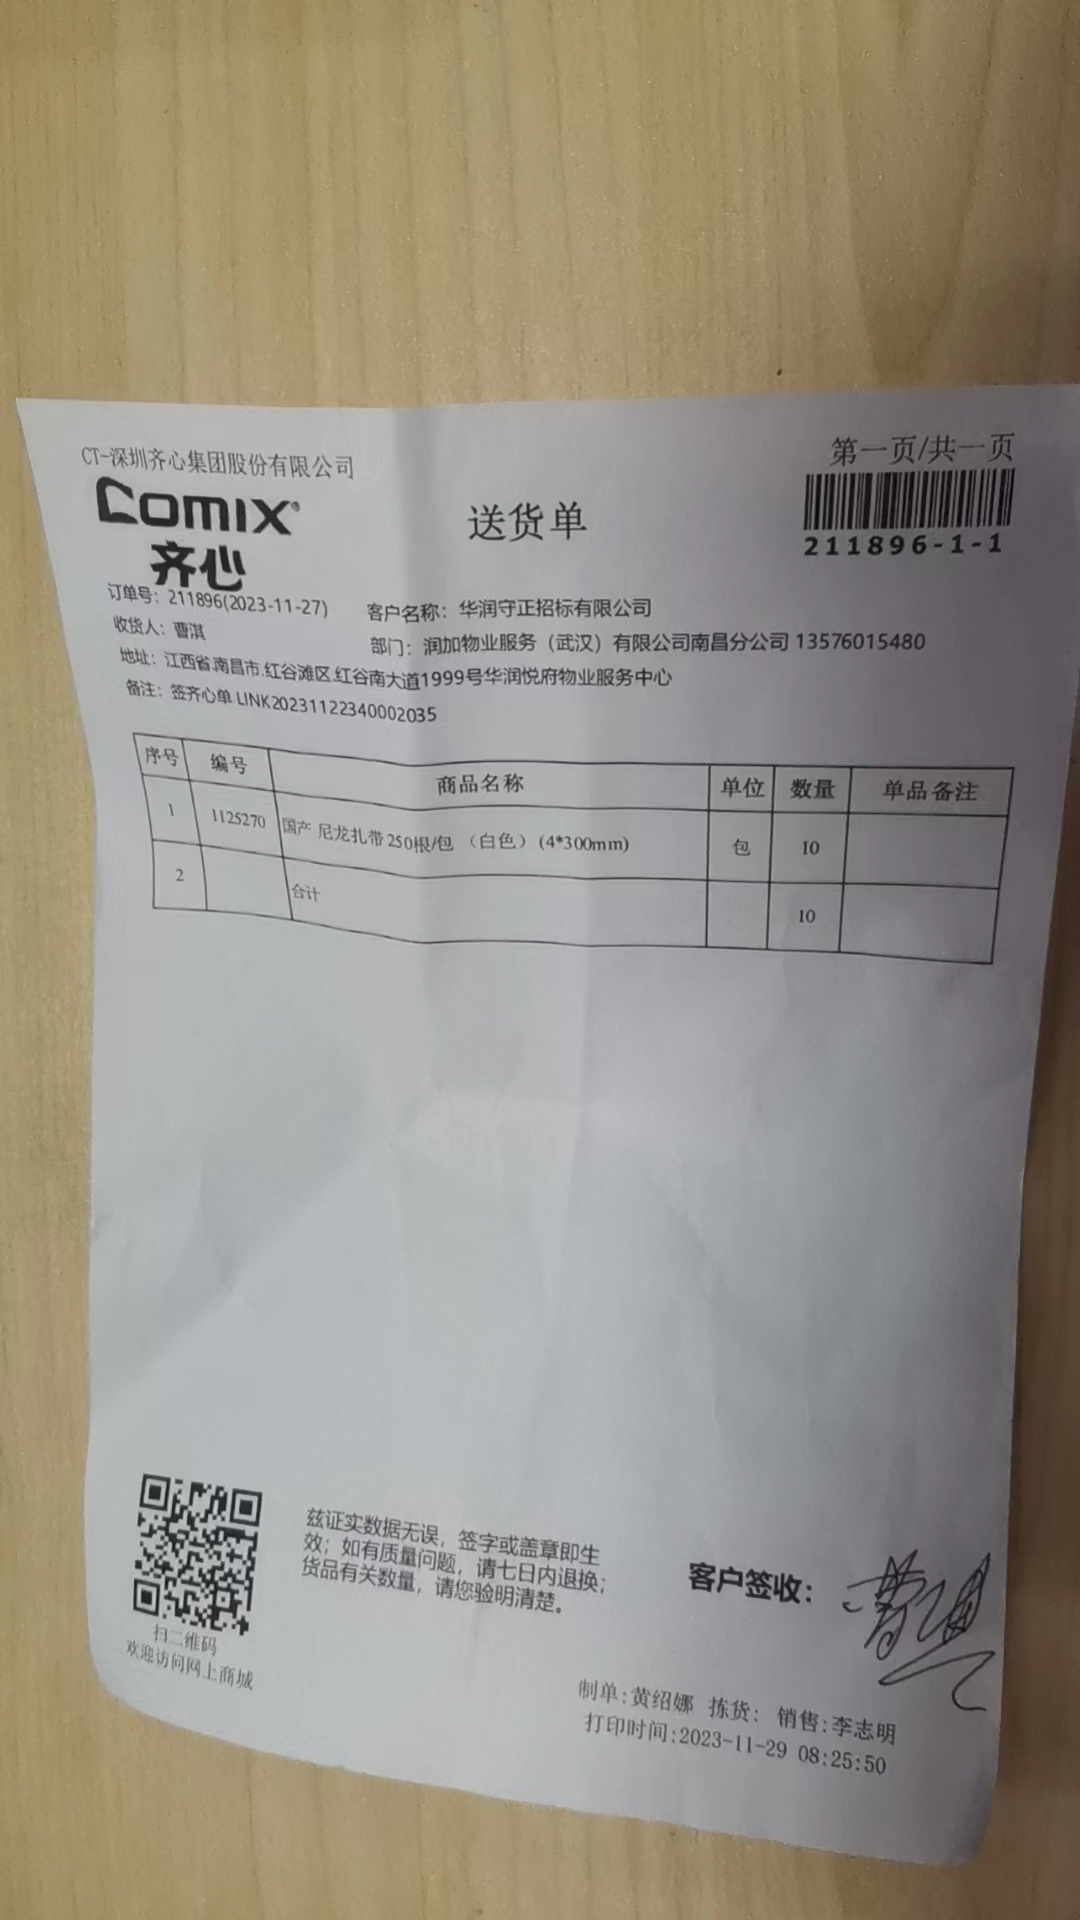 CT-深圳齐心集团股份有限公司
第一页/共一页
COMIX®
齐心
送货单
211896-1-1
订单号：211896(2023-11-27) 客户名称：华润守正招标有限公司
收货人：曹淇 部门：润加物业服务（武汉）有限公司南昌分公司 13576015480
地址：江西省.南昌市.红谷滩区.红谷南大道1999号华润悦府物业服务中心
备注：签齐心单 LINK20231122340002035
序号 编号 商品名称 单位 数量 单品备注
1 1125270 国产 尼龙扎带 250根/包 （白色） (4*300mm) 包 10
2 合计 10
兹证实数据无误，签字或盖章即生
效；如有质量问题，请七日内退换；
货品有关数量，请您验明清楚。
客户签收：
扫二维码
欢迎访问网上商城
制单:黄绍娜 拣货: 销售:李志明
打印时间:2023-11-29 08:25:50